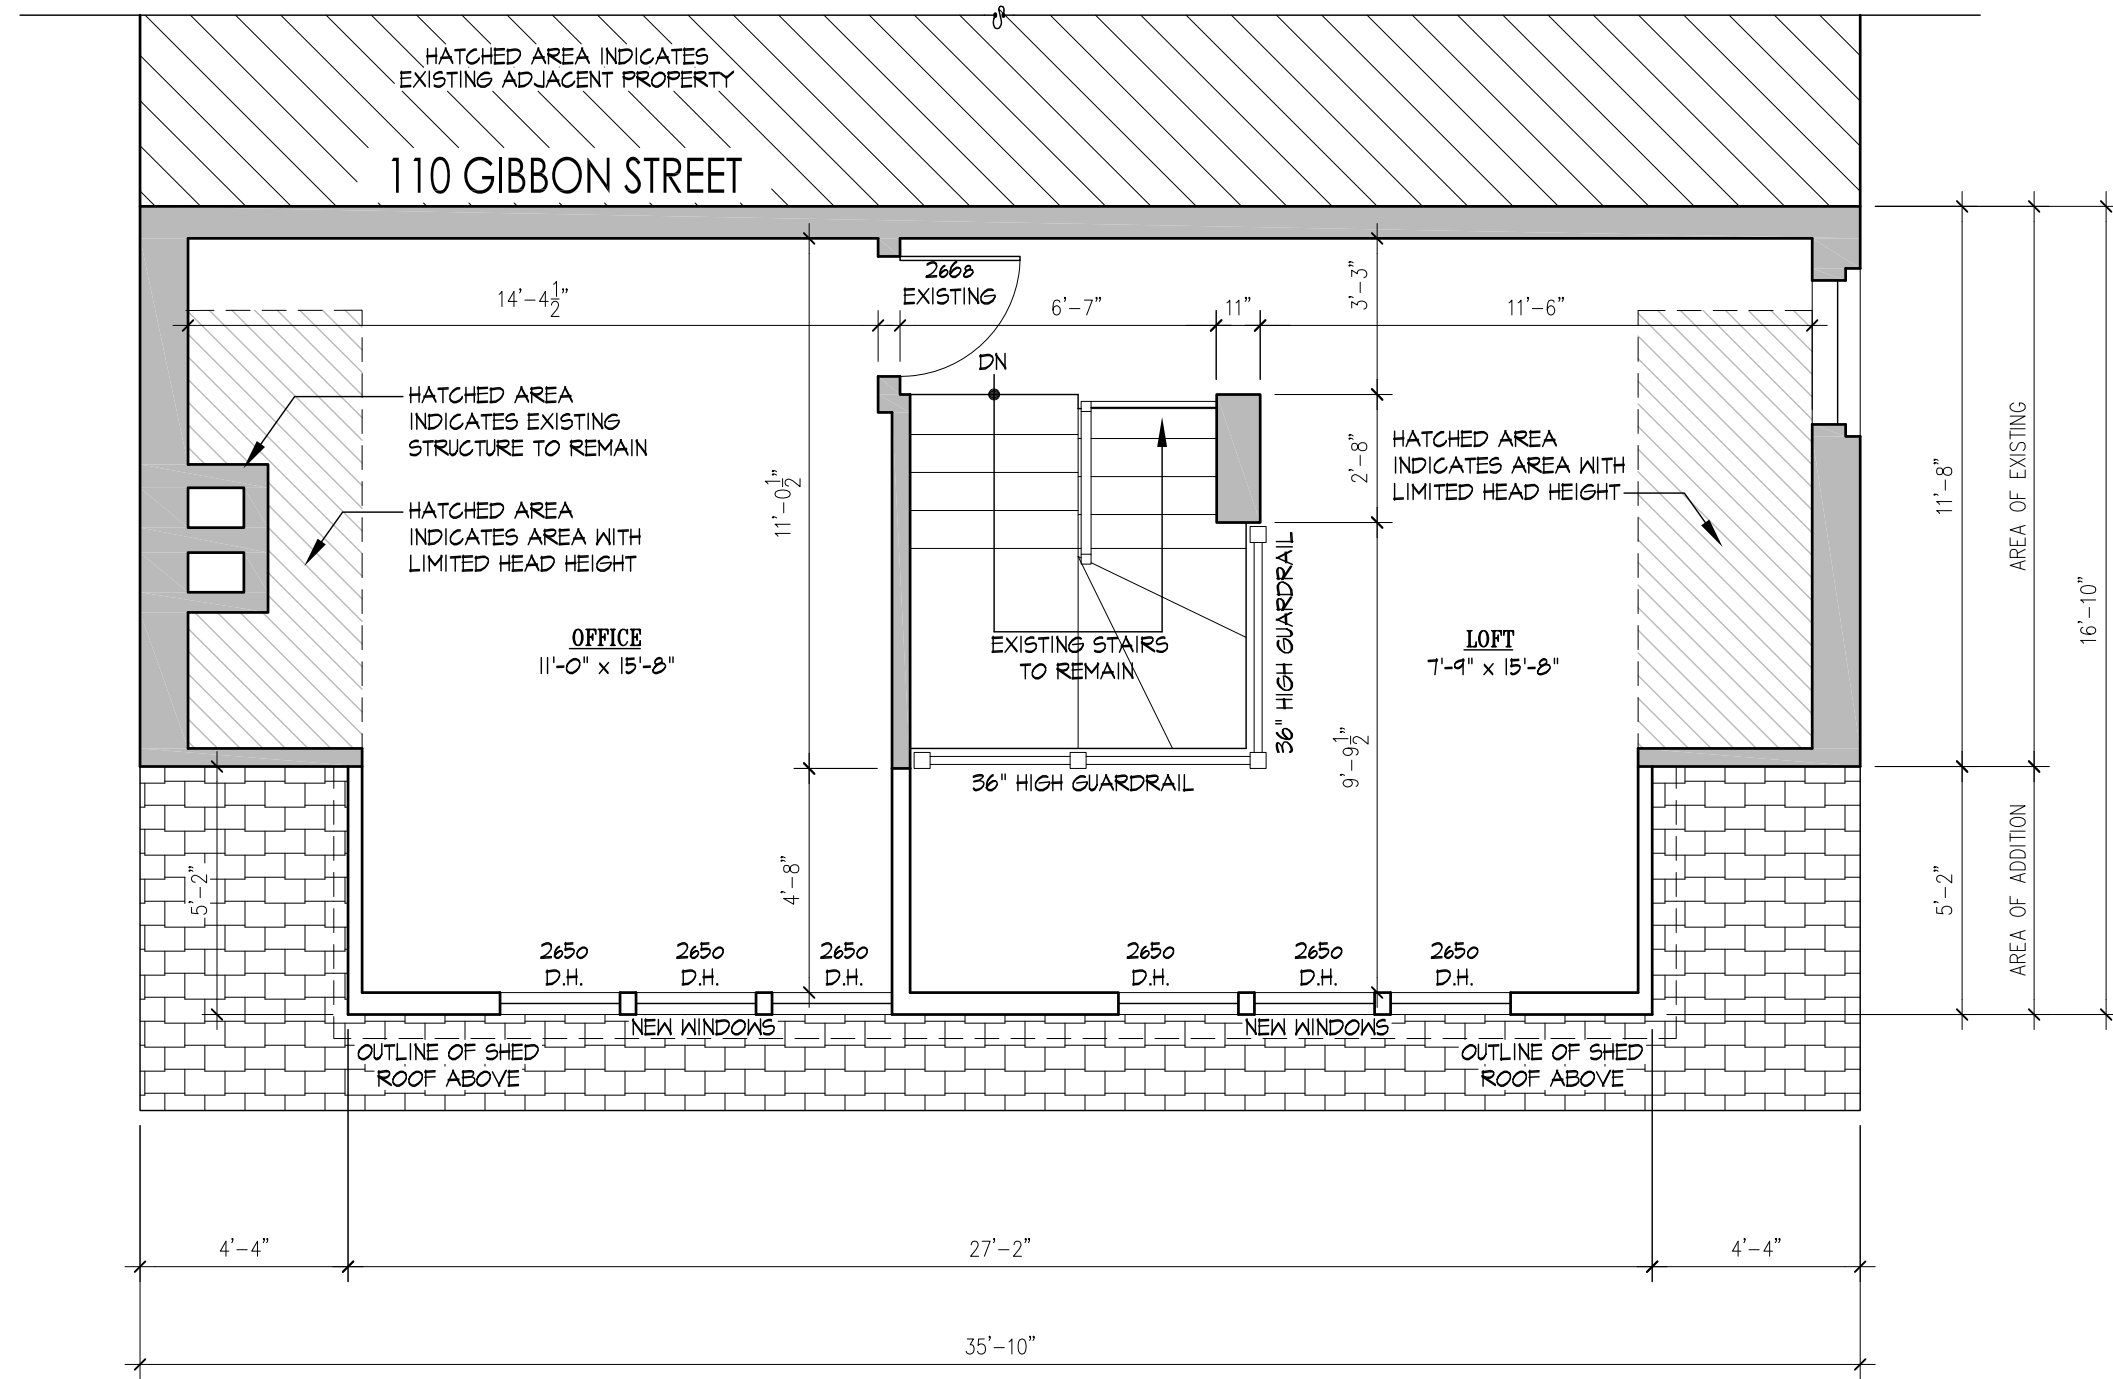 HATCHED AREA INDICATES
EXISTING ADJACENT PROPERTY
110 GIBBON STREET
2668
EXISTING
14'-4 1/2"
6'-7"
11"
3'-3"
11'-6"
DN
HATCHED AREA
INDICATES EXISTING
STRUCTURE TO REMAIN
HATCHED AREA
INDICATES AREA WITH
LIMITED HEAD HEIGHT
11'-0 1/2"
2'-8"
HATCHED AREA
INDICATES AREA WITH
LIMITED HEAD HEIGHT
11'-8"
AREA OF EXISTING
16'-10"
OFFICE
11'-0" x 15'-8"
EXISTING STAIRS
TO REMAIN
36" HIGH GUARDRAIL
LOFT
7'-9" x 15'-8"
9'-9 1/2"
36" HIGH GUARDRAIL
5'-2"
4'-8"
5'-2"
AREA OF ADDITION
2650
D.H.
2650
D.H.
2650
D.H.
2650
D.H.
2650
D.H.
2650
D.H.
NEW WINDOWS
NEW WINDOWS
OUTLINE OF SHED
ROOF ABOVE
OUTLINE OF SHED
ROOF ABOVE
4'-4"
27'-2"
4'-4"
35'-10"